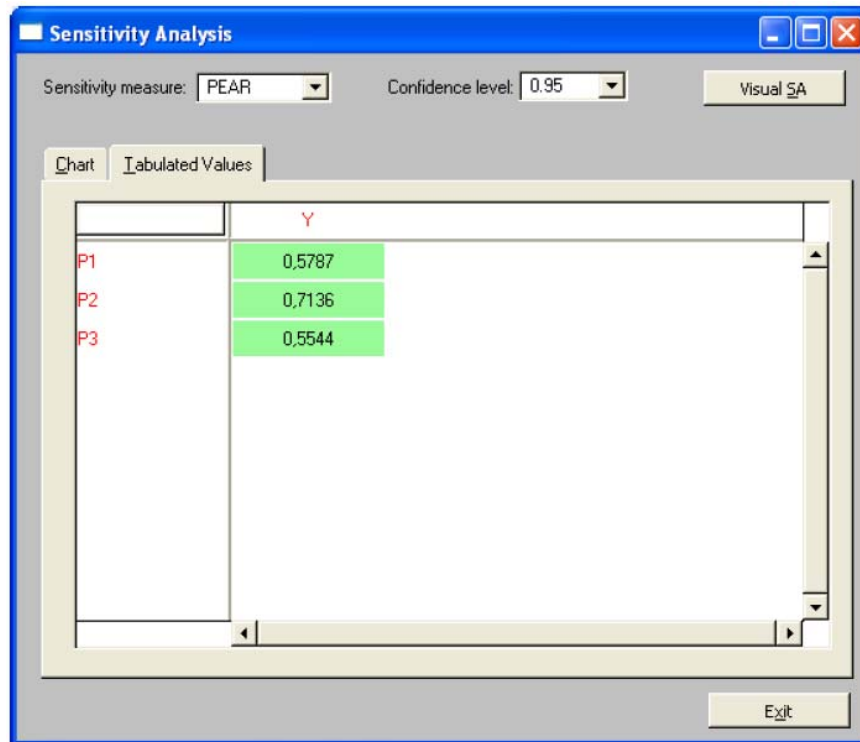 Sensitivity Analysis
Sensitivity measure: PEAR Confidence level: 0.95 Visual SA
Chart Tabulated Values
Y
P1 0,5787
P2 0,7136
P3 0,5544
Exit